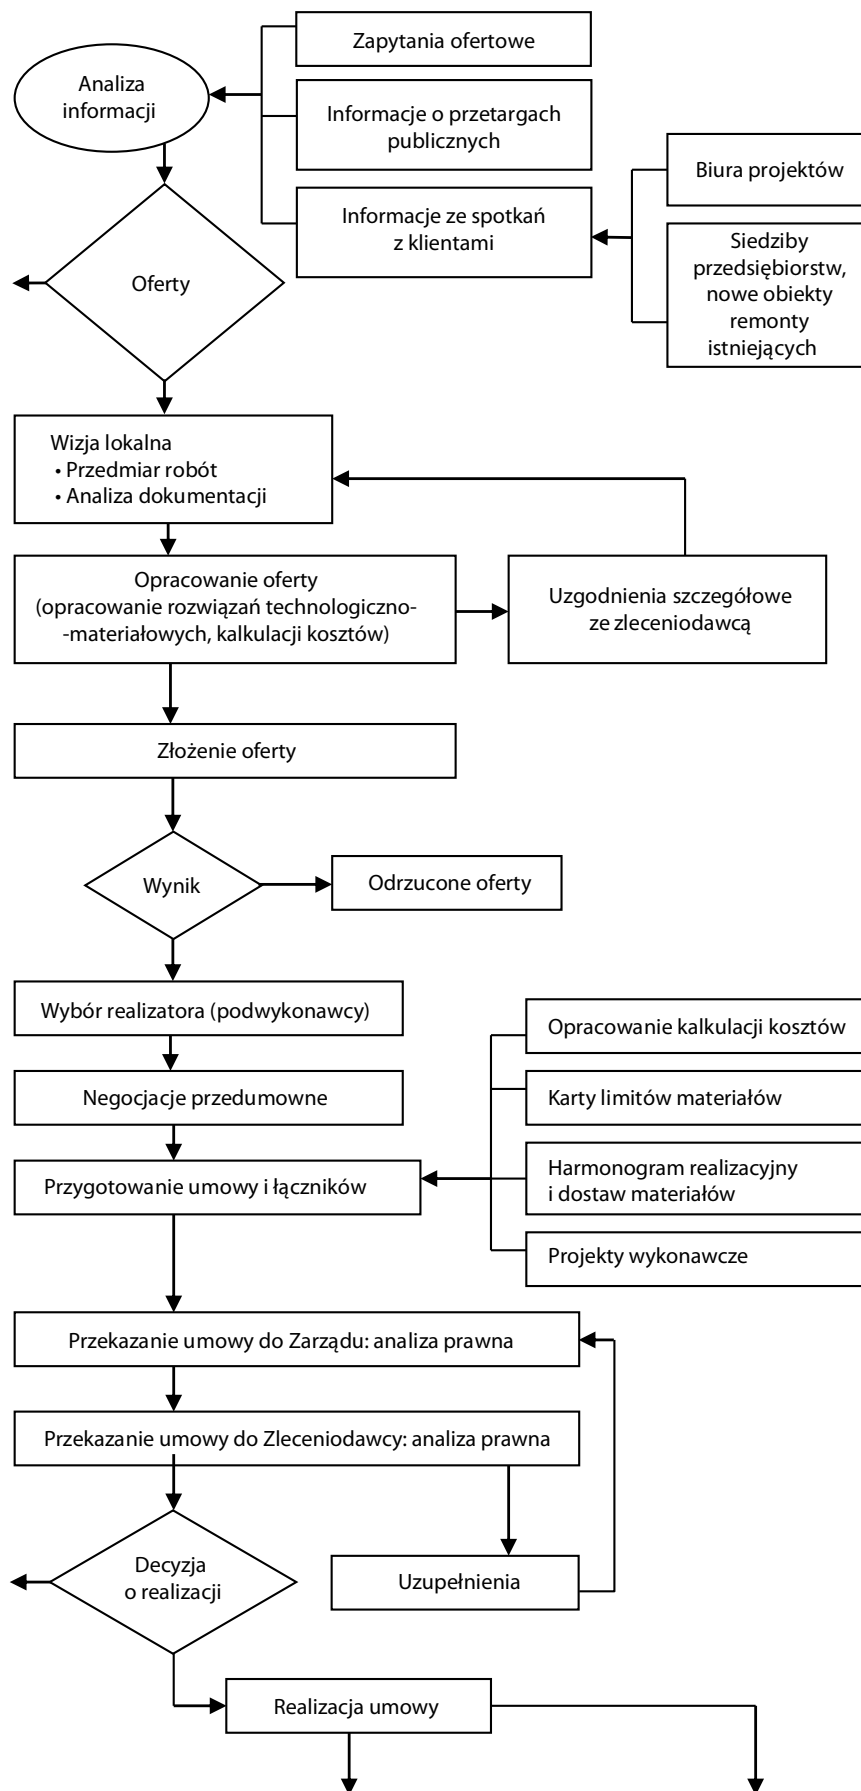 Zapytania ofertowe
Analiza
informacji
Informacje o przetargach
publicznych
Biura projektów
Informacje ze spotkań
z klientami
Siedziby
przedsiębiorstw,
nowe obiekty
remonty
istniejących
Oferty
Wizja lokalna
• Przedmiar robót
• Analiza dokumentacji
Opracowanie oferty
(opracowanie rozwiązań technologiczno-
-materiałowych, kalkulacji kosztów)
Uzgodnienia szczegółowe
ze zleceniodawcą
Złożenie oferty
Wynik
Odrzucone oferty
Wybór realizatora (podwykonawcy)
Opracowanie kalkulacji kosztów
Negocjacje przedumowne
Karty limitów materiałów
Przygotowanie umowy i łączników
Harmonogram realizacyjny
i dostaw materiałów
Projekty wykonawcze
Przekazanie umowy do Zarządu: analiza prawna
Przekazanie umowy do Zleceniodawcy: analiza prawna
Decyzja
o realizacji
Uzupełnienia
Realizacja umowy